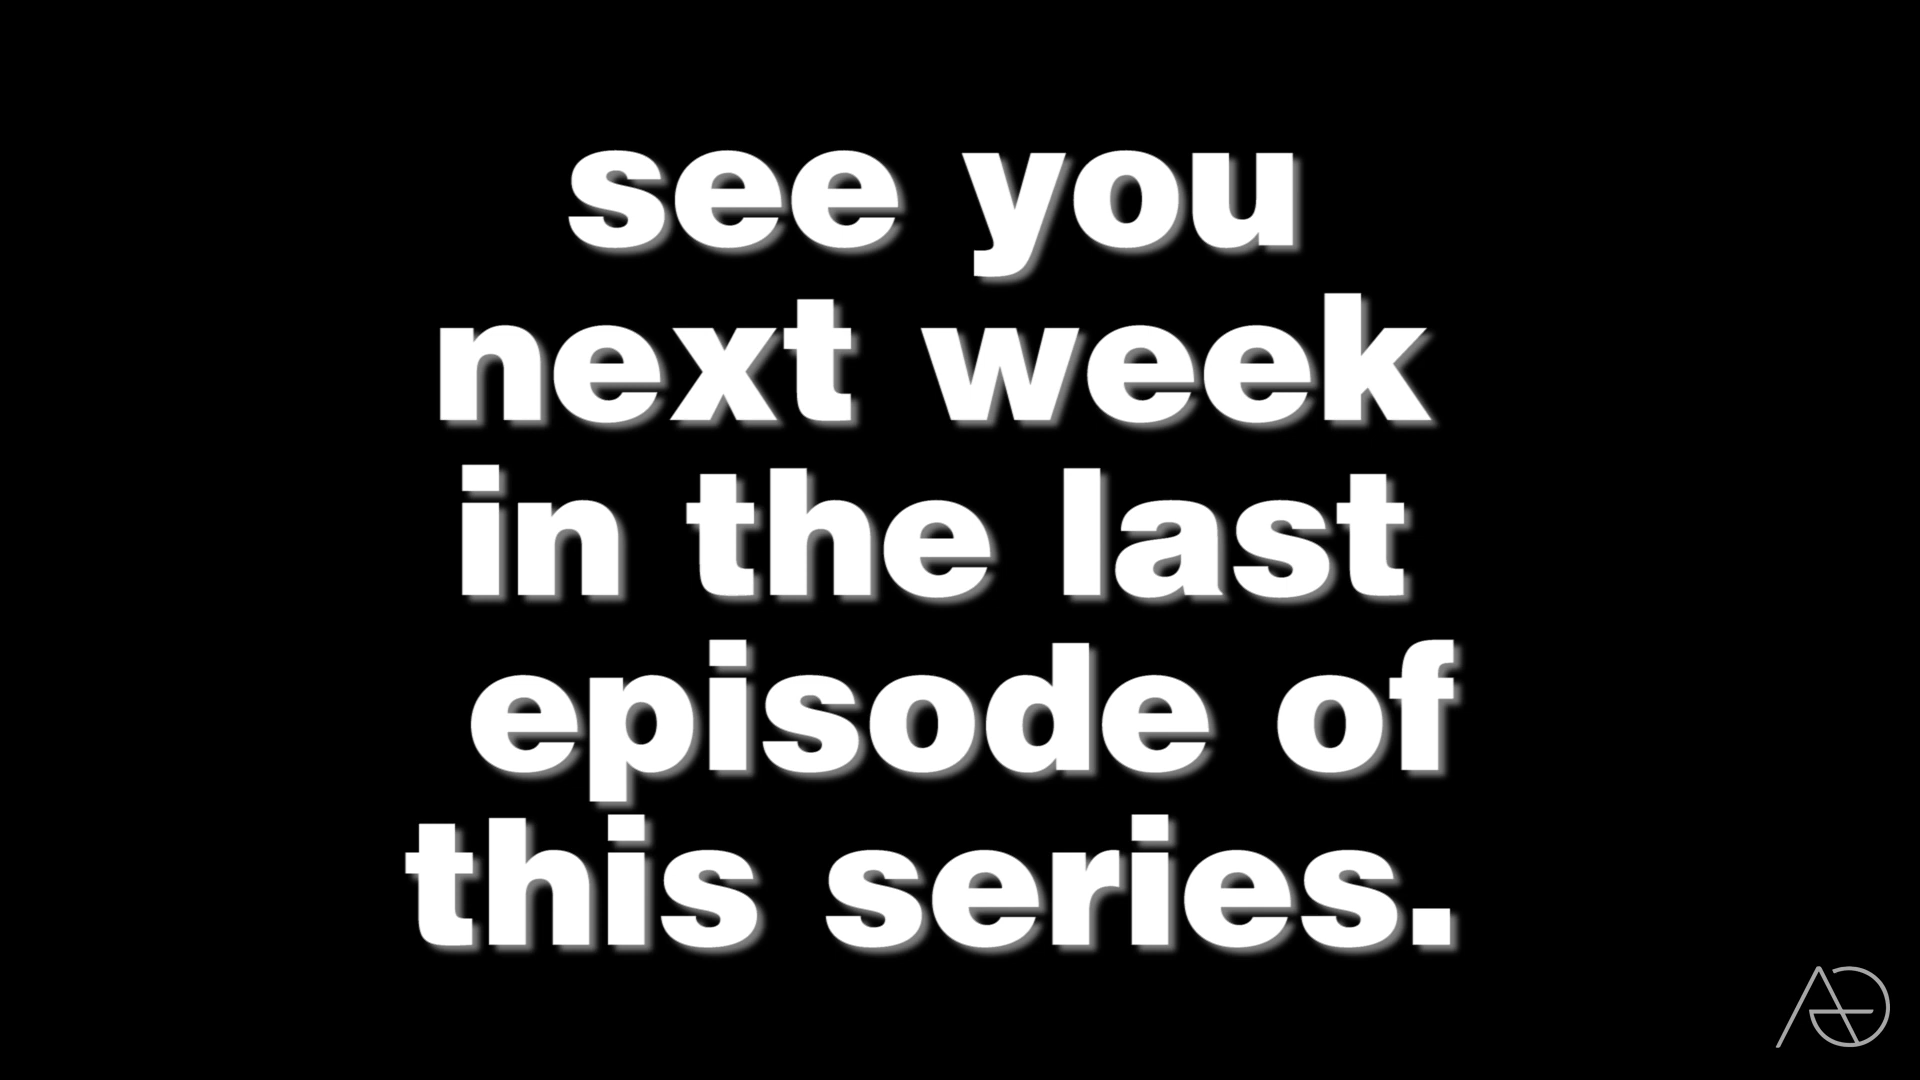 see you
next week
in the last
episode of
this series.